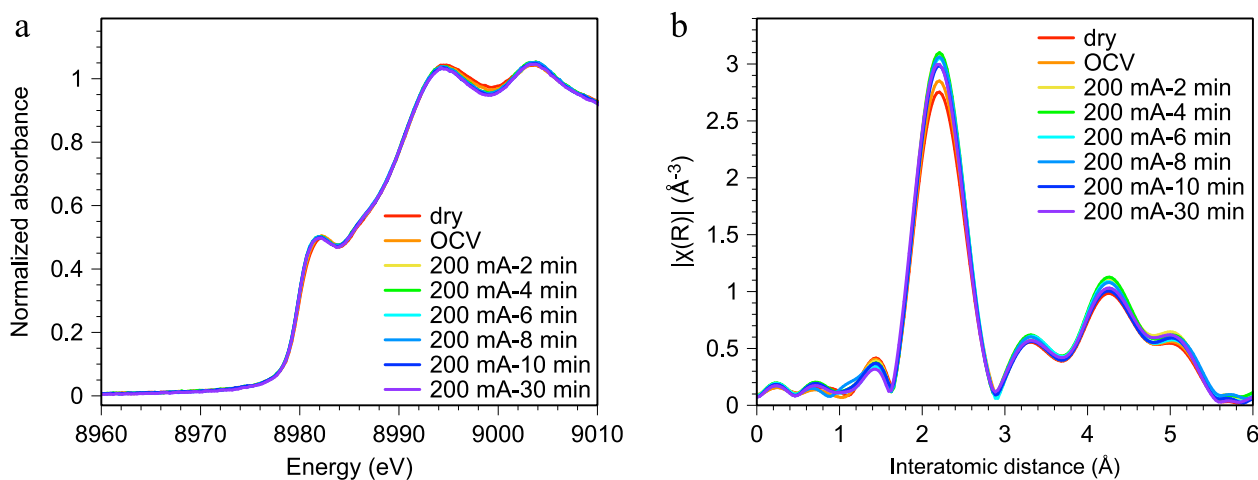 a
Normalized absorbance
1
0.8
0.6
0.4
0.2
0
8960 8970 8980 8990 9000 9010
Energy (eV)
dry
OCV
200 mA-2 min
200 mA-4 min
200 mA-6 min
200 mA-8 min
200 mA-10 min
200 mA-30 min
b
|χ(R)| (Å-3)
3
2.5
2
1.5
1
0.5
0
0 1 2 3 4 5 6
Interatomic distance (Å)
dry
OCV
200 mA-2 min
200 mA-4 min
200 mA-6 min
200 mA-8 min
200 mA-10 min
200 mA-30 min